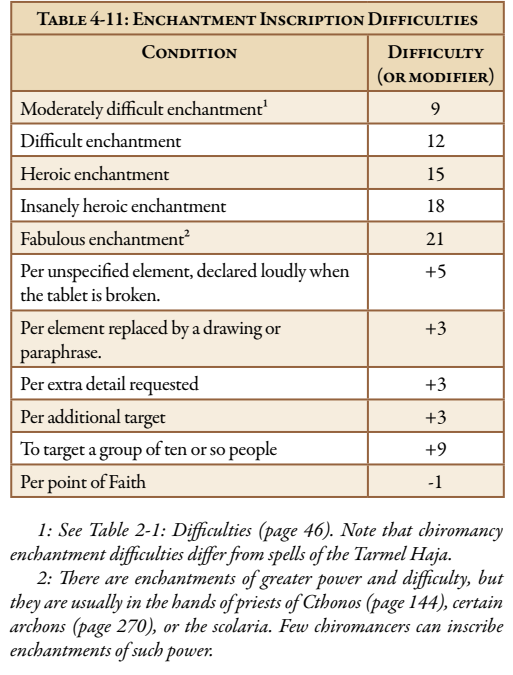 Table 4-11: Enchantment Inscription Difficulties
Condition
Difficulty
(or modifier)
Moderately difficult enchantment¹ 9
Difficult enchantment 12
Heroic enchantment 15
Insanely heroic enchantment 18
Fabulous enchantment² 21
Per unspecified element, declared loudly when +5
the tablet is broken.
Per element replaced by a drawing or +3
paraphrase.
Per extra detail requested +3
Per additional target +3
To target a group of ten or so people +9
Per point of Faith -1
1: See Table 2-1: Difficulties (page 46). Note that chiromancy
enchantment difficulties differ from spells of the Tarmel Haja.
2: There are enchantments of greater power and difficulty, but
they are usually in the hands of priests of Cthonos (page 144), certain
archons (page 270), or the scolaria. Few chiromancers can inscribe
enchantments of such power.